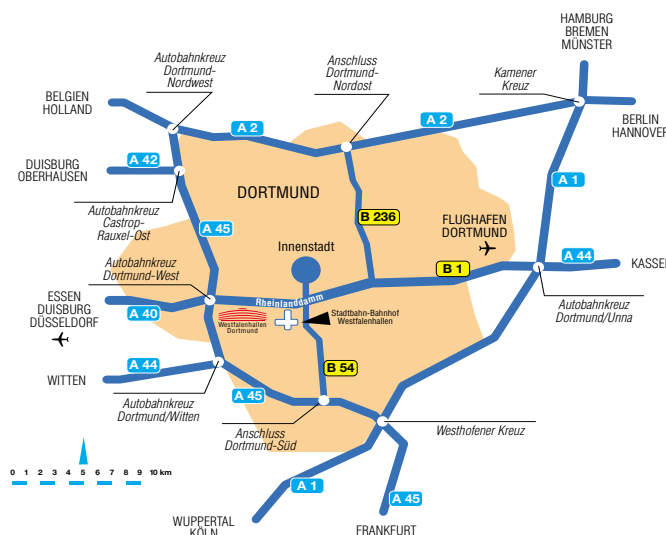 HAMBURG
BREMEN
MÜNSTER
Autobahnkreuz
Dortmund-
Nordwest
Anschluss
Dortmund-
Nordost
Kamener
Kreuz
BELGIEN
HOLLAND
A 2
A 2
BERLIN
HANNOVER
A 42
DUISBURG
OBERHAUSEN
DORTMUND
A 1
Autobahnkreuz
Castrop-
Rauxel-Ost
A 45
B 236
FLUGHAFEN
DORTMUND
Innenstadt
Autobahnkreuz
Dortmund-West
A 44
KASSEL
B 1
ESSEN
DUISBURG
DÜSSELDORF
A 40
Rheinlanddamm
Westfalenhallen
Dortmund
Stadtbahn-Bahnhof
Westfalenhallen
Autobahnkreuz
Dortmund/Unna
A 44
WITTEN
B 54
A 45
Autobahnkreuz
Dortmund/Witten
Anschluss
Dortmund-Süd
Westhofener Kreuz
0 1 2 3 4 5 6 7 8 9 10 km
A 1
A 45
WUPPERTAL
KÖLN
FRANKFURT